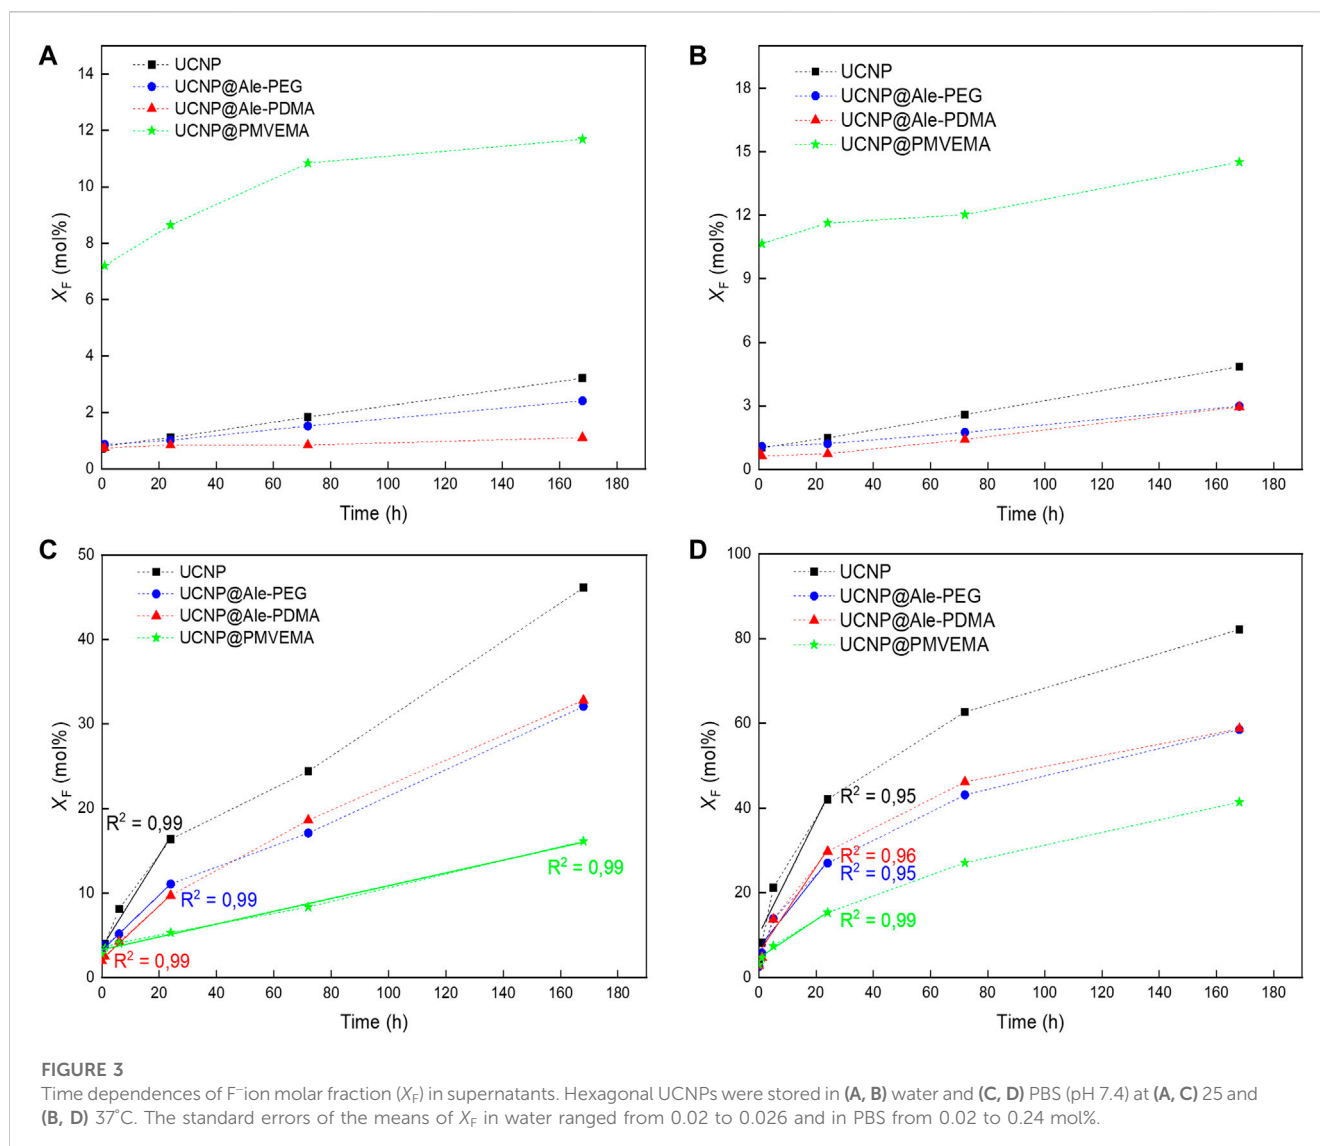 A
UCNP
UCNP@Ale-PEG
UCNP@Ale-PDMA
UCNP@PMVEMA
14
12
10
8
6
4
2
0
X_F (mol%)
0 20 40 60 80 100 120 140 160 180
Time (h)
B
UCNP
UCNP@Ale-PEG
UCNP@Ale-PDMA
UCNP@PMVEMA
18
15
12
9
6
3
0
X_F (mol%)
0 20 40 60 80 100 120 140 160 180
Time (h)
C
UCNP
UCNP@Ale-PEG
UCNP@Ale-PDMA
UCNP@PMVEMA
50
40
30
20
10
0
X_F (mol%)
R² = 0,99
R² = 0,99
R² = 0,99
R² = 0,99
0 20 40 60 80 100 120 140 160 180
Time (h)
D
UCNP
UCNP@Ale-PEG
UCNP@Ale-PDMA
UCNP@PMVEMA
100
80
60
40
20
0
X_F (mol%)
R² = 0,95
R² = 0,96
R² = 0,95
R² = 0,99
0 20 40 60 80 100 120 140 160 180
Time (h)
FIGURE 3
Time dependences of F⁻ion molar fraction (X_F) in supernatants. Hexagonal UCNPs were stored in (A, B) water and (C, D) PBS (pH 7.4) at (A, C) 25 and
(B, D) 37°C. The standard errors of the means of X_F in water ranged from 0.02 to 0.026 and in PBS from 0.02 to 0.24 mol%.